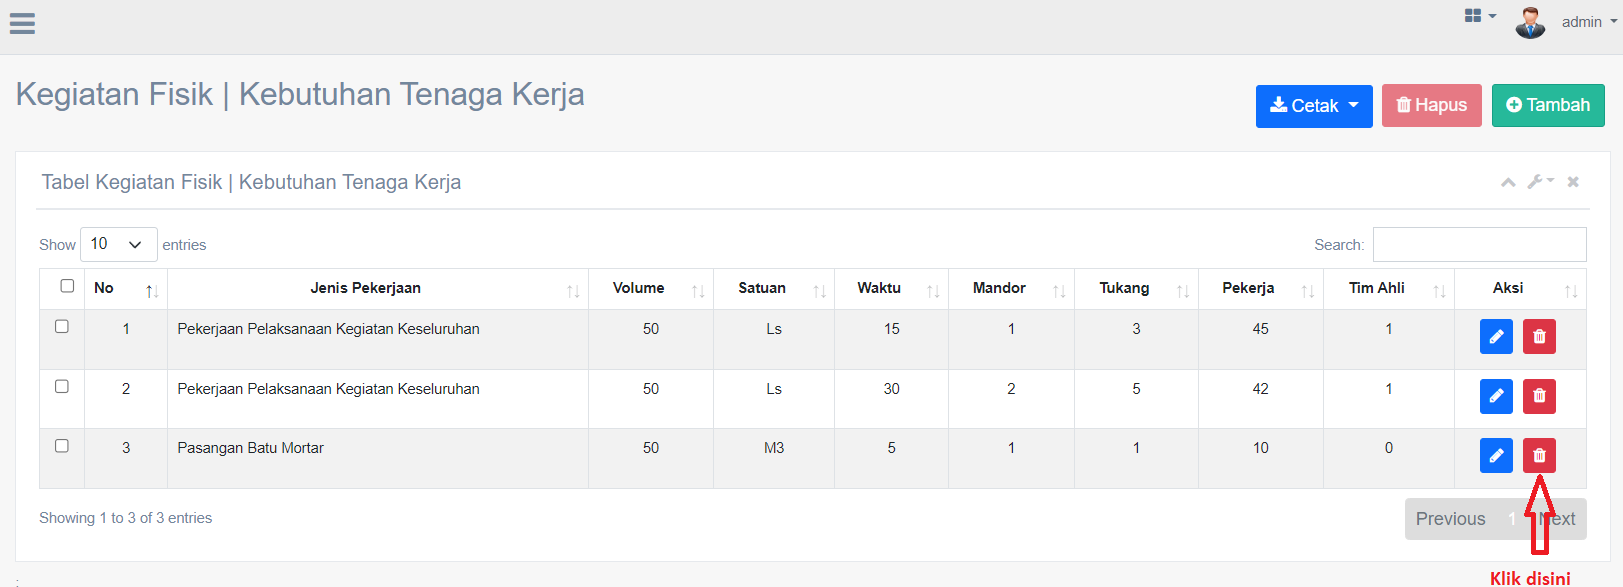 admin
Kegiatan Fisik | Kebutuhan Tenaga Kerja
Cetak Hapus Tambah
Tabel Kegiatan Fisik | Kebutuhan Tenaga Kerja
Show 10 entries Search:
No Jenis Pekerjaan Volume Satuan Waktu Mandor Tukang Pekerja Tim Ahli Aksi
1 Pekerjaan Pelaksanaan Kegiatan Keseluruhan 50 Ls 15 1 3 45 1
2 Pekerjaan Pelaksanaan Kegiatan Keseluruhan 50 Ls 30 2 5 42 1
3 Pasangan Batu Mortar 50 M3 5 1 1 10 0
Showing 1 to 3 of 3 entries Previous 1 Next
Klik disini